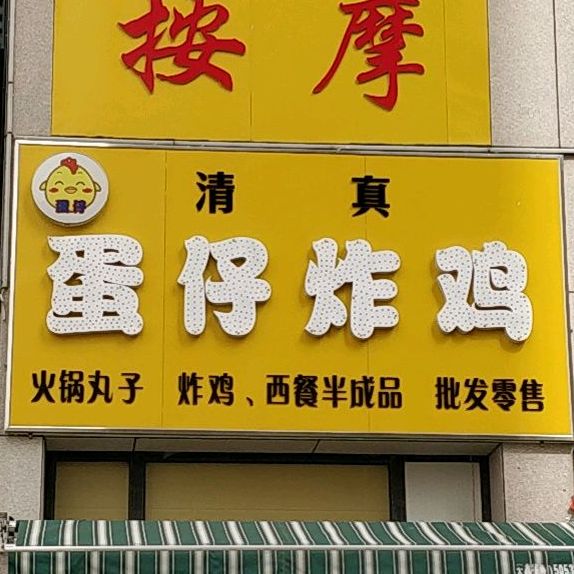 按摩
清真
蛋仔
蛋仔炸鸡
火锅丸子 炸鸡、西餐半成品 批发零售